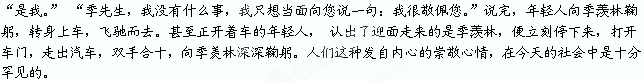 “是我。” “季先生，我没有什么事，我只想当面向您说一句：我很敬佩您。”说完，年轻人向季羡林鞠
躬，转身上车，飞驰而去。甚至正开着车的年轻人， 认出了迎面走来的是季羡林，便立刻停下来，打开
车门，走出汽车，双手合十，向季羡林深深鞠躬。人们这种发自内心的崇敬心情，在今天的社会中是十分
罕见的。